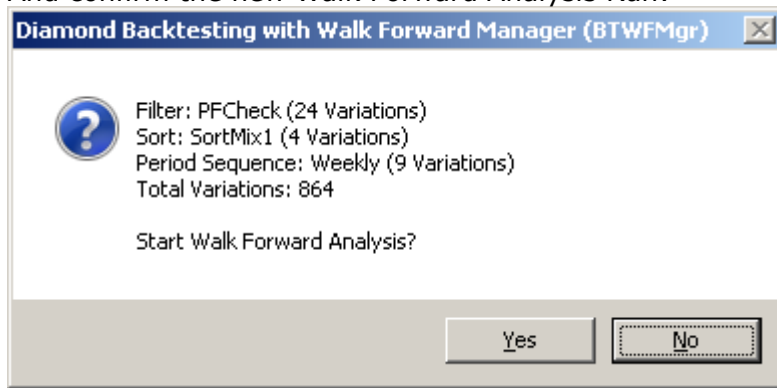 Diamond Backtesting with Walk Forward Manager (BTWFMgr)
Filter: PFCheck (24 Variations)
Sort: SortMix1 (4 Variations)
Period Sequence: Weekly (9 Variations)
Total Variations: 864
Start Walk Forward Analysis?
Yes No